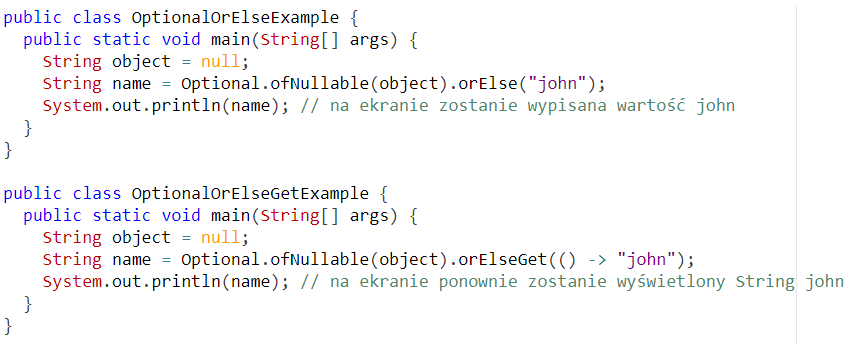 public class OptionalOrElseExample {
  public static void main(String[] args) {
    String object = null;
    String name = Optional.ofNullable(object).orElse("john");
    System.out.println(name); // na ekranie zostanie wypisana wartość john
  }
}

public class OptionalOrElseGetExample {
  public static void main(String[] args) {
    String object = null;
    String name = Optional.ofNullable(object).orElseGet(() -> "john");
    System.out.println(name); // na ekranie ponownie zostanie wyświetlony String john
  }
}